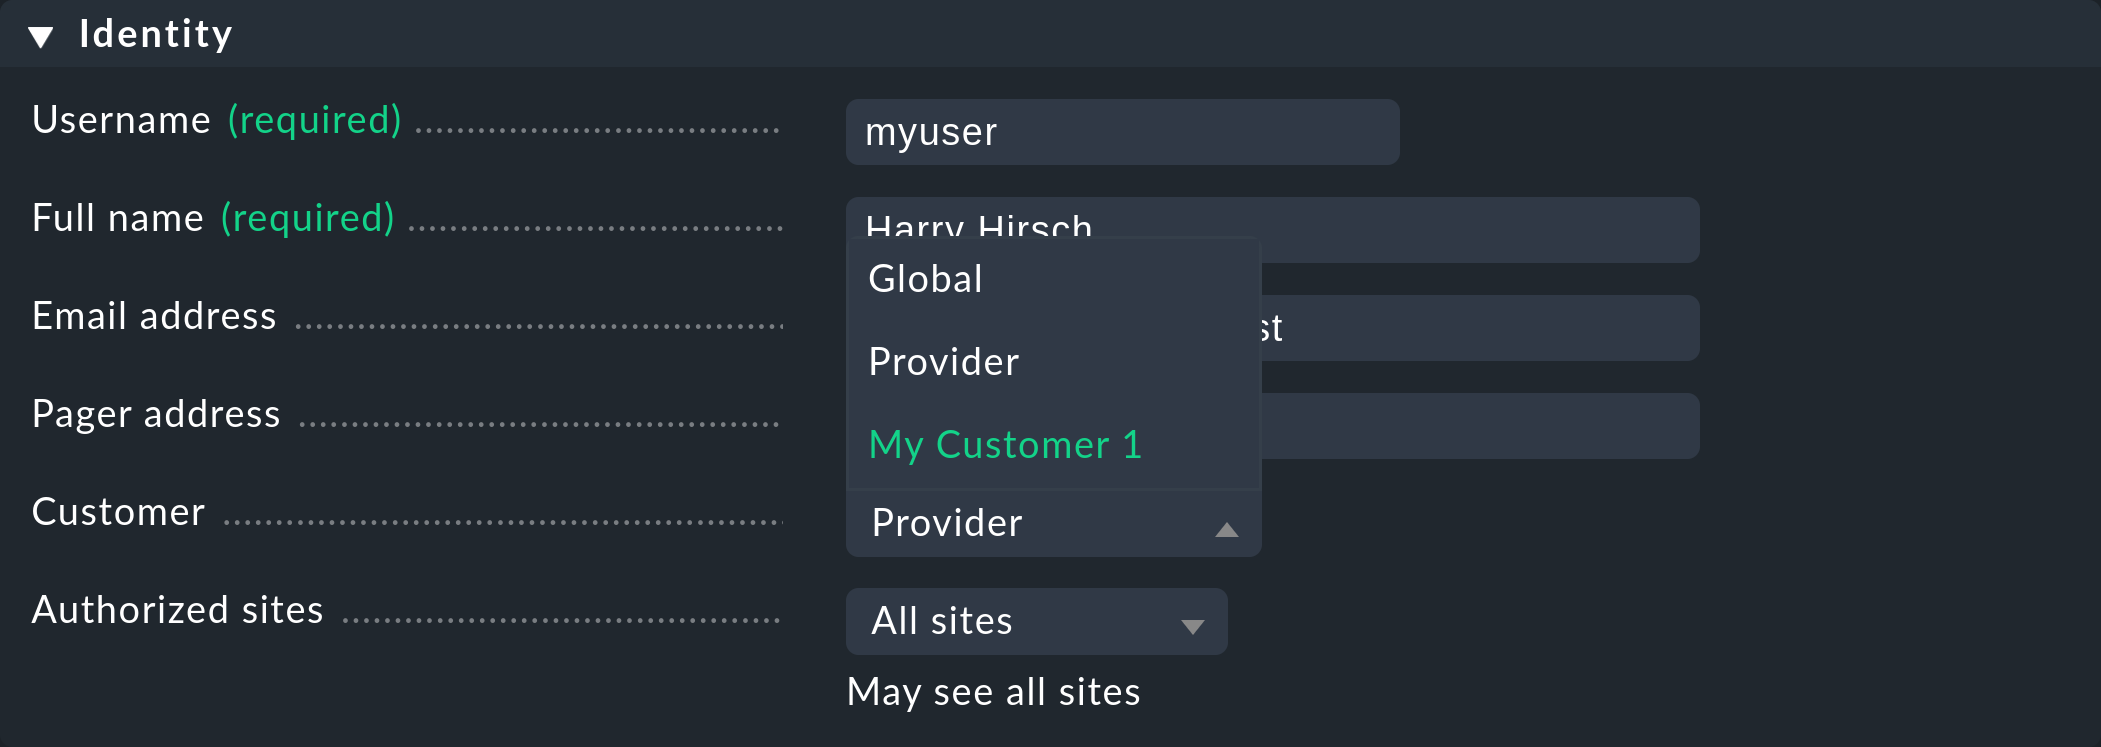 Identity
Username (required)
myuser
Full name (required)
Harry Hirsch
Email address
Global
Provider
Pager address
My Customer 1
Customer
Provider
Authorized sites
All sites
May see all sites